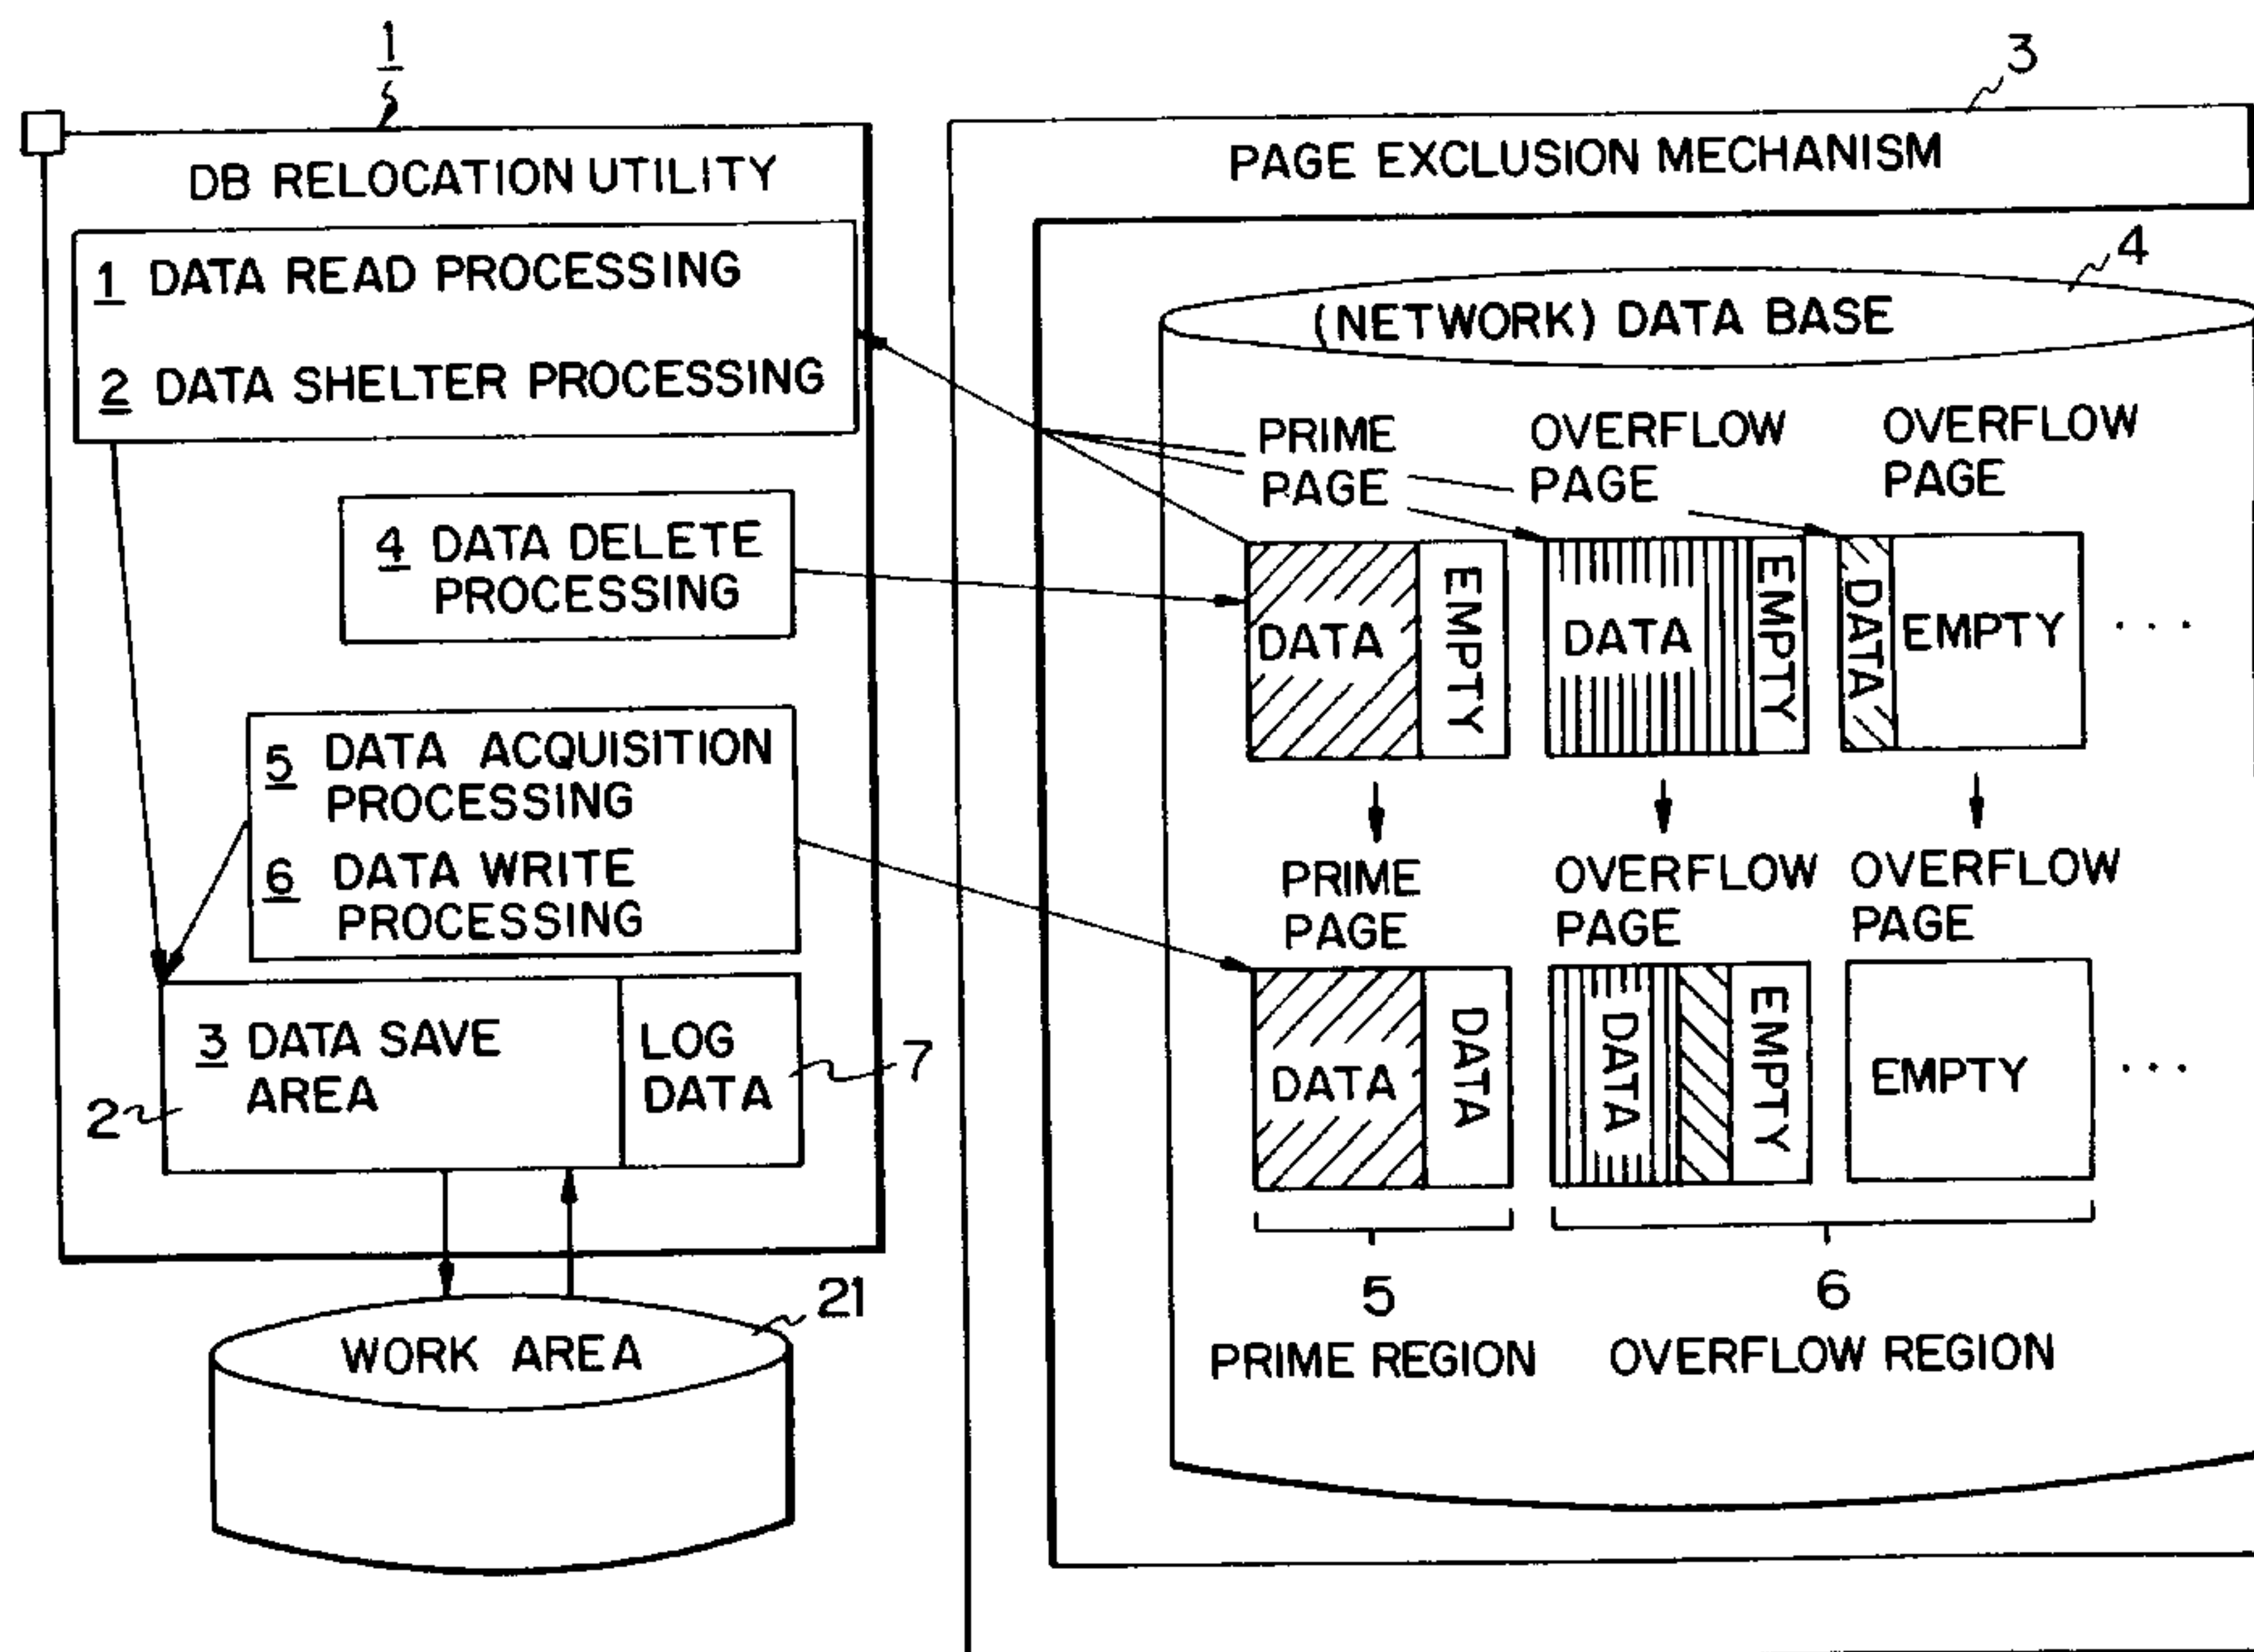 1
DB RELOCATION UTILITY
1 DATA READ PROCESSING
2 DATA SHELTER PROCESSING
4 DATA DELETE
PROCESSING
5 DATA ACQUISITION
PROCESSING
6 DATA WRITE
PROCESSING
3 DATA SAVE
AREA
LOG
DATA
2
7
21
WORK AREA
3
PAGE EXCLUSION MECHANISM
4
(NETWORK) DATA BASE
PRIME
PAGE
OVERFLOW
PAGE
OVERFLOW
PAGE
DATA
EMPTY
DATA
EMPTY
DATA
EMPTY
...
PRIME
PAGE
OVERFLOW
PAGE
OVERFLOW
PAGE
DATA
DATA
DATA
EMPTY
EMPTY
...
5
PRIME REGION
6
OVERFLOW REGION